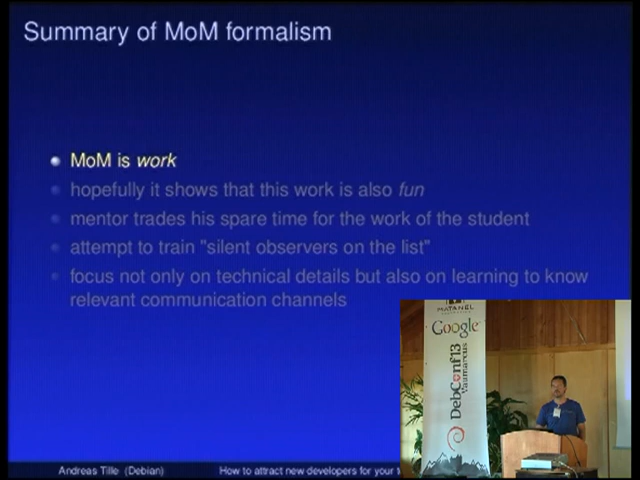 Summary of MoM formalism
MoM is work
hopefully it shows that this work is also fun
mentor trades his spare time for the work of the student
attempt to train "silent observers on the list"
focus not only on technical details but also on learning to know
relevant communication channels
MATANEL
Google
DebConf13
Vaumarcus
Andreas Tille (Debian)
How to attract new developers for your